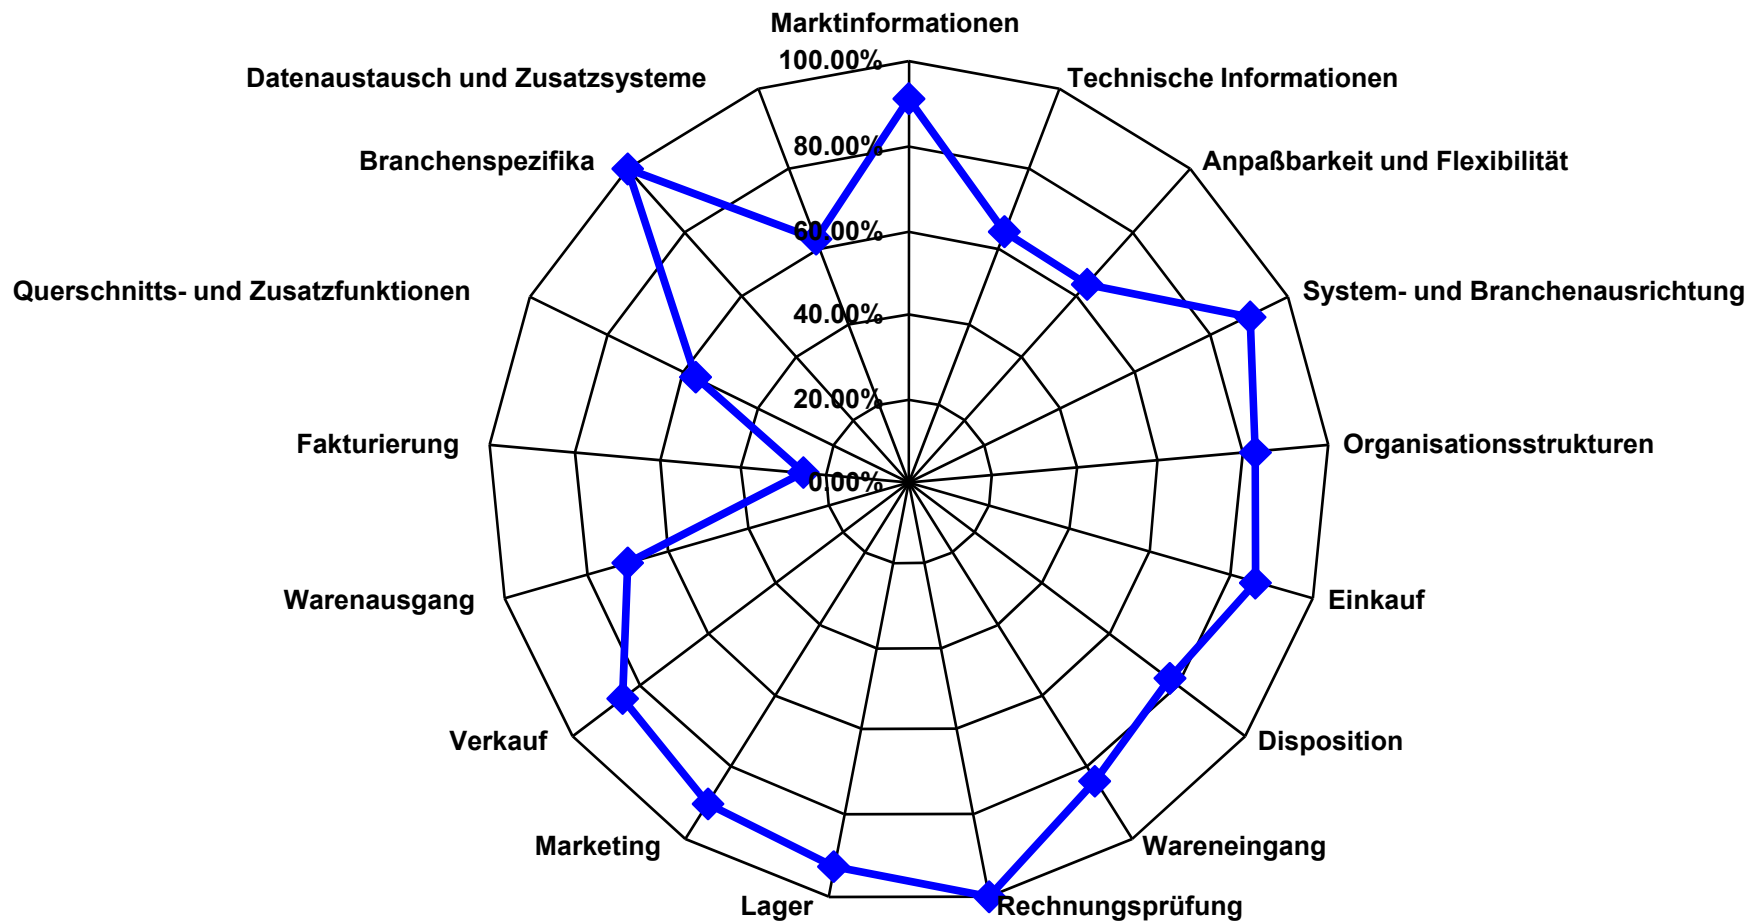 Marktinformationen
100.00%
Datenaustausch und Zusatzsysteme
Technische Informationen
80.00%
Branchenspezifika
Anpaßbarkeit und Flexibilität
60.00%
Querschnitts- und Zusatzfunktionen
System- und Branchenausrichtung
40.00%
20.00%
Fakturierung
Organisationsstrukturen
0.00%
Warenausgang
Einkauf
Verkauf
Disposition
Marketing
Wareneingang
Lager
Rechnungsprüfung